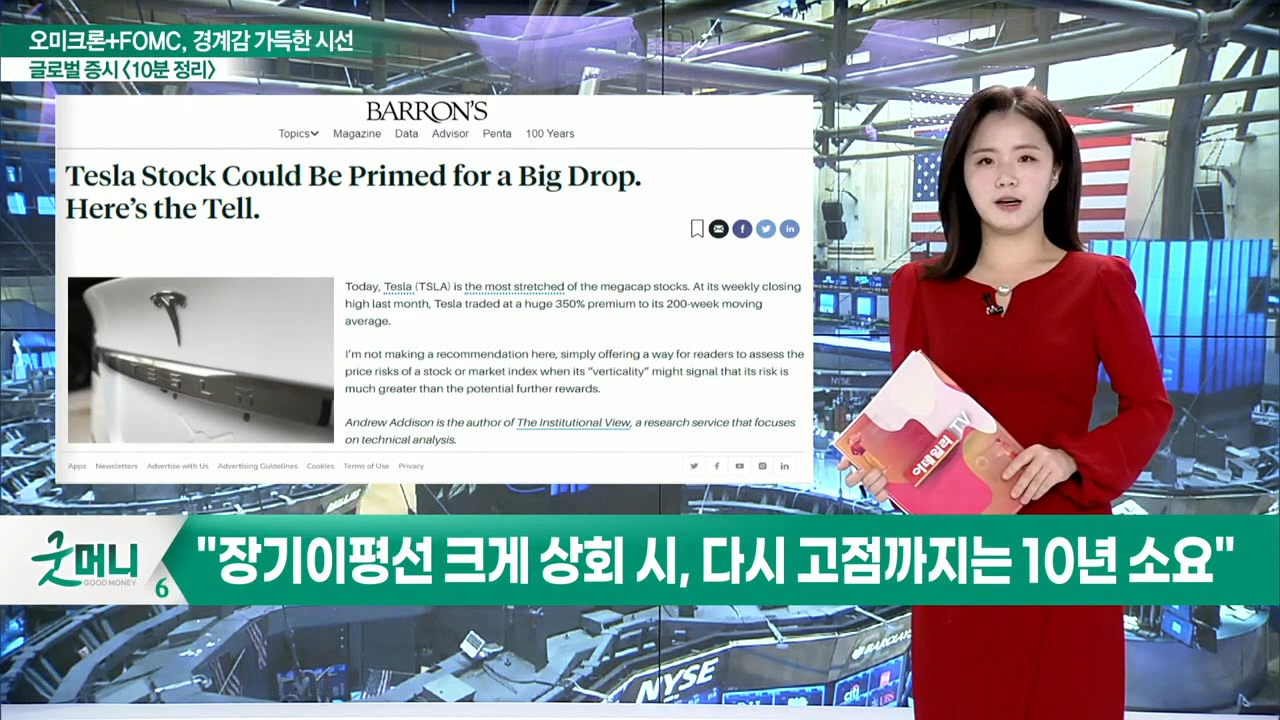 오미크론+FOMC, 경계감 가득한 시선
글로벌 증시 <10분 정리>
BARRON'S
Topics Magazine Data Advisor Penta 100 Years
Tesla Stock Could Be Primed for a Big Drop.
Here's the Tell.
Today, Tesla (TSLA) is the most stretched of the megacap stocks. At its weekly closing
high last month, Tesla traded at a huge 350% premium to its 200-week moving
average.
I'm not making a recommendation here, simply offering a way for readers to assess the
price risks of a stock or market index when its "verticality" might signal that its risk is
much greater than the potential further rewards.
Andrew Addison is the author of The Institutional View, a research service that focuses
on technical analysis.
TESLA
Apps Newsletters Advertise with Us Advertising Guidelines Cookies Terms of Use Privacy
NYSE
이데일리 TV
굿머니
GOOD MONEY
6
"장기이평선 크게 상회 시, 다시 고점까지는 10년 소요"
BARCLAYS
NYSE
citi
UBS